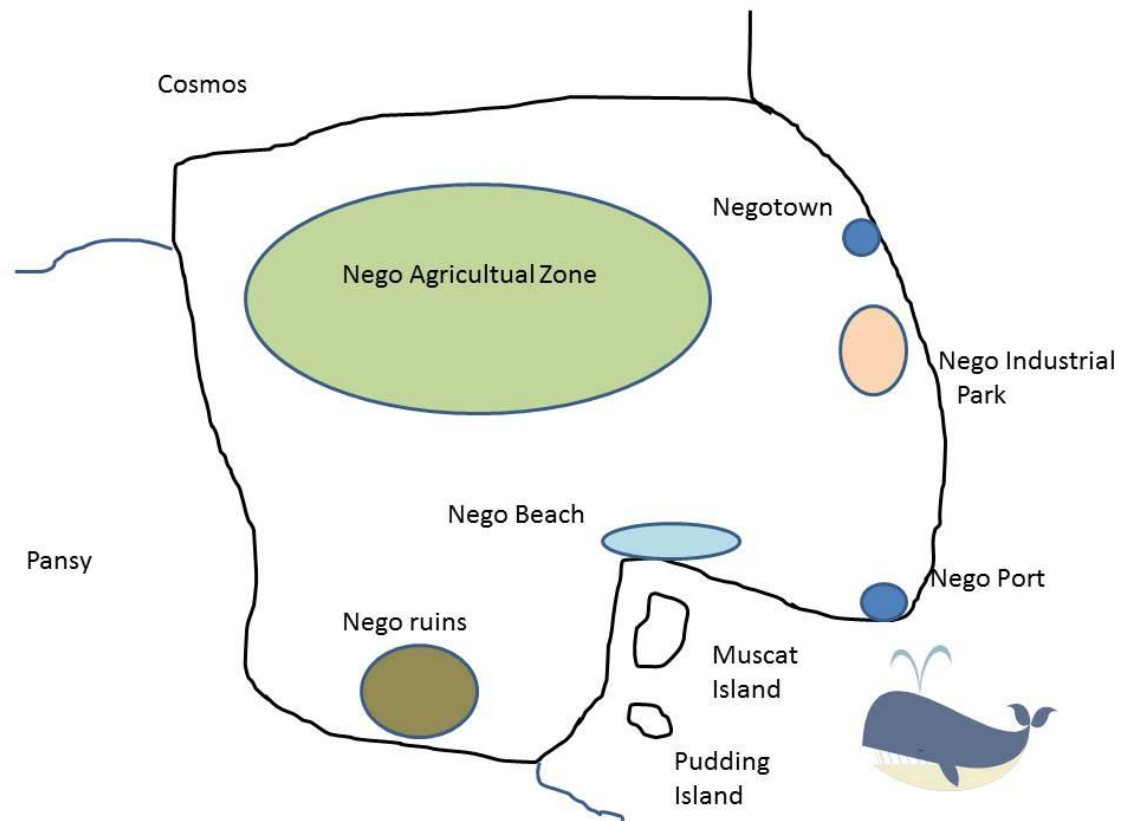 Cosmos
Negotown
Nego Agricultual Zone
Nego Industrial
Park
Nego Beach
Pansy
Nego Port
Nego ruins
Muscat
Island
Pudding
Island